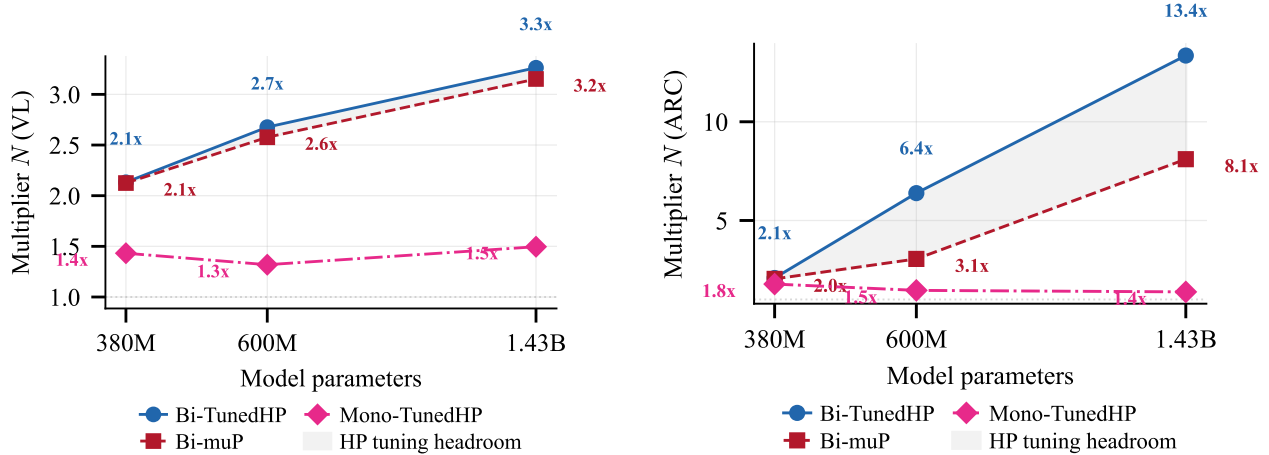 3.3x
2.7x
3.0
3.2x
2.1x
2.5
2.6x
2.1x
2.0
1.5
1.4x
1.3x
1.5x
1.0
Multiplier N (VL)
380M 600M 1.43B
Model parameters
Bi-TunedHP Mono-TunedHP
Bi-muP HP tuning headroom
13.4x
10
6.4x
8.1x
5
2.1x
3.1x
2.0x
1.8x
1.5x
1.4x
Multiplier N (ARC)
380M 600M 1.43B
Model parameters
Bi-TunedHP Mono-TunedHP
Bi-muP HP tuning headroom